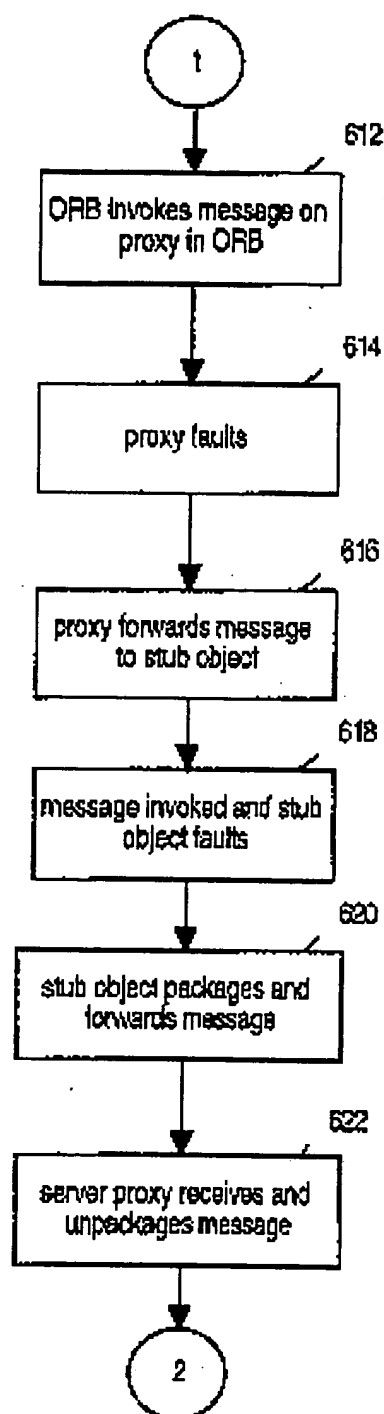 1
612
ORB invokes message on
proxy in ORB
614
proxy faults
616
proxy forwards message
to stub object
618
message invoked and stub
object faults
620
stub object packages and
forwards message
622
server proxy receives and
unpackages message
2